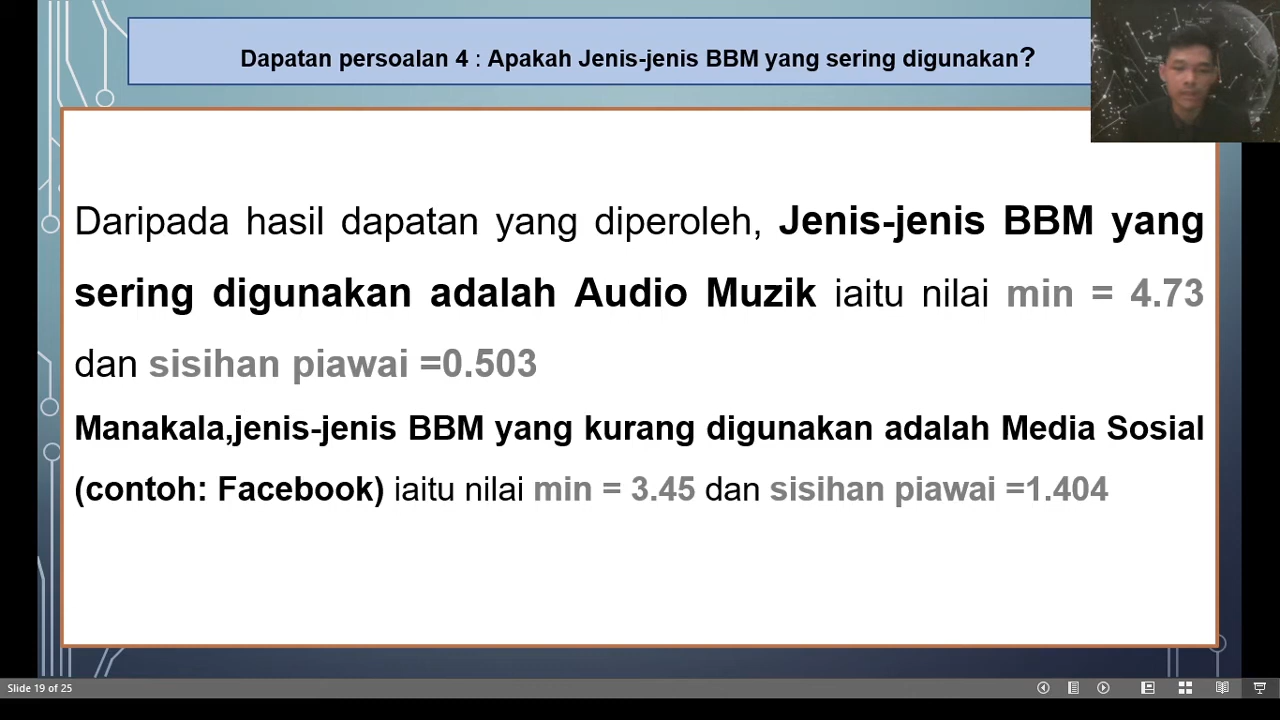 Dapatan persoalan 4 : Apakah Jenis-jenis BBM yang sering digunakan?
Daripada hasil dapatan yang diperoleh, Jenis-jenis BBM yang
sering digunakan adalah Audio Muzik iaitu nilai min = 4.73
dan sisihan piawai =0.503
Manakala,jenis-jenis BBM yang kurang digunakan adalah Media Sosial
(contoh: Facebook) iaitu nilai min = 3.45 dan sisihan piawai =1.404
Slide 19 of 25